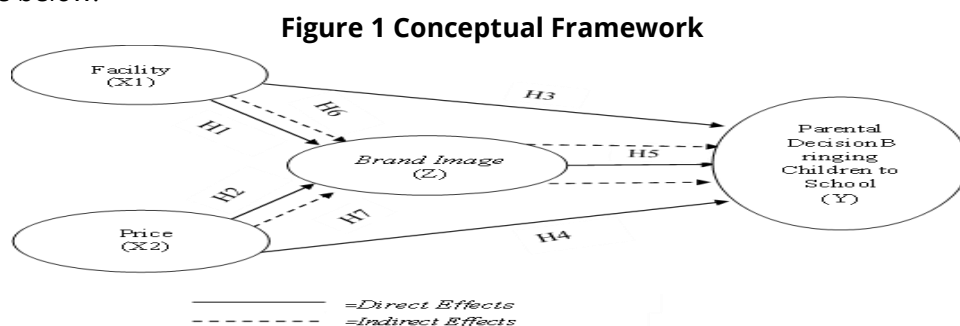 Figure 1 Conceptual Framework
Facility
(X1)
H6
H3
H1
Brand Image
(Z)
H5
Parental
DecisionB
ringing
Children to
School
(Y)
H2
H7
Price
(X2)
H4
=Direct Effects
=Indirect Effects